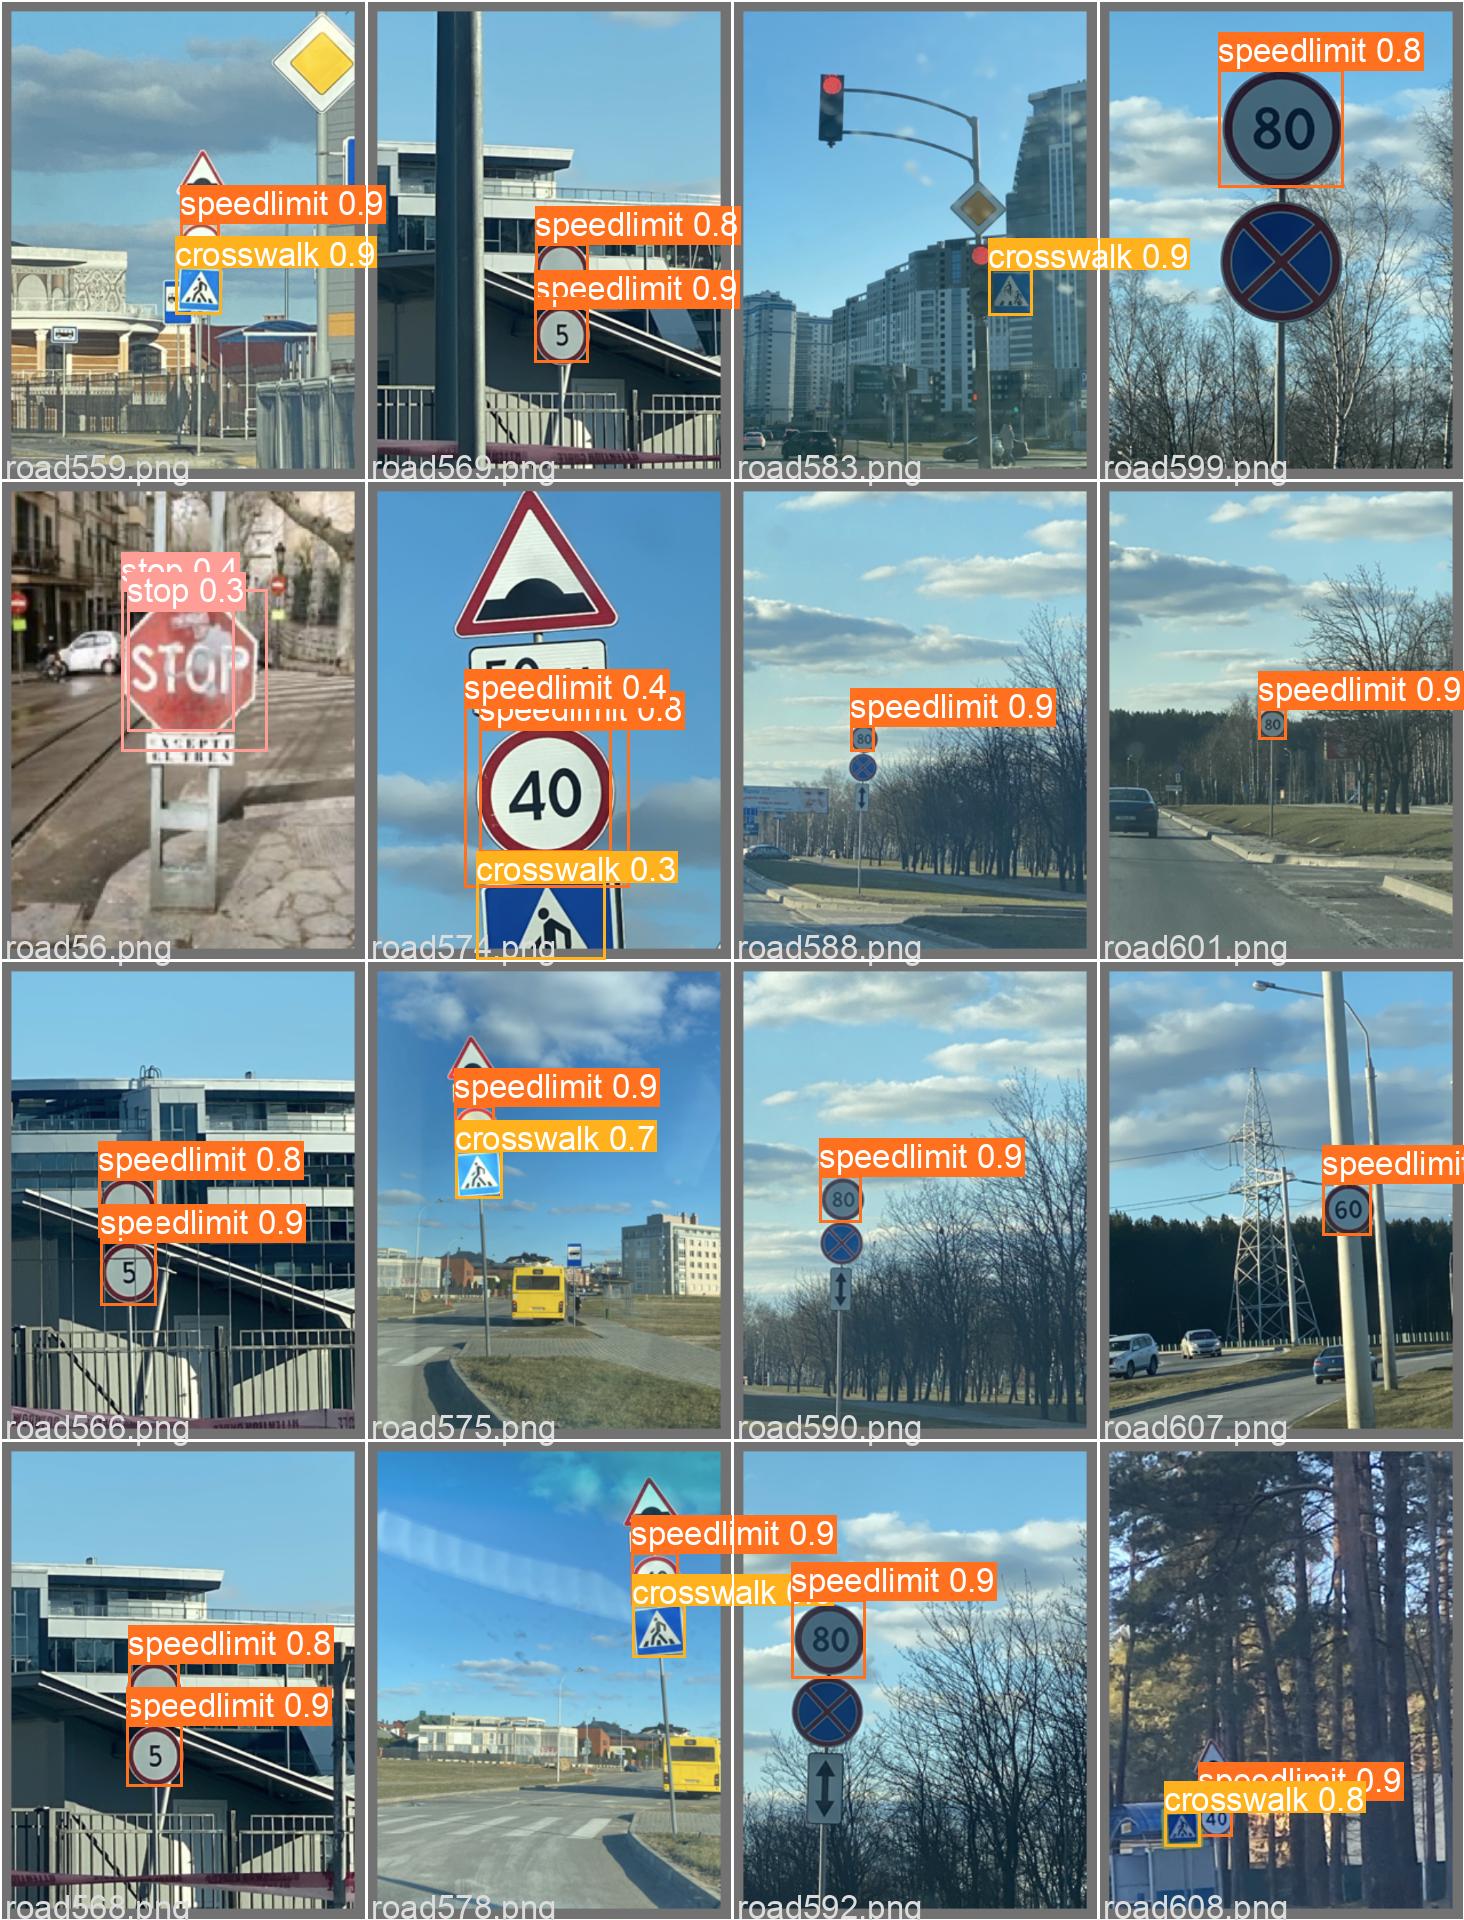 speedlimit 0.9
crosswalk 0.9
road559.png
speedlimit 0.8
speedlimit 0.9
5
road569.png
crosswalk 0.9
road583.png
speedlimit 0.8
80
road599.png
stop 0.4
stop 0.3
STOP
road56.png
speedlimit 0.4
speedlimit 0.8
40
crosswalk 0.3
road574.png
speedlimit 0.9
80
road588.png
speedlimit 0.9
80
road601.png
speedlimit 0.8
speedlimit 0.9
5
road566.png
speedlimit 0.9
crosswalk 0.7
road575.png
speedlimit 0.9
80
road590.png
speedlimit
60
road607.png
speedlimit 0.8
speedlimit 0.9
5
road568.png
speedlimit 0.9
crosswalk
road578.png
speedlimit 0.9
80
road592.png
speedlimit 0.9
crosswalk 0.8
40
road608.png